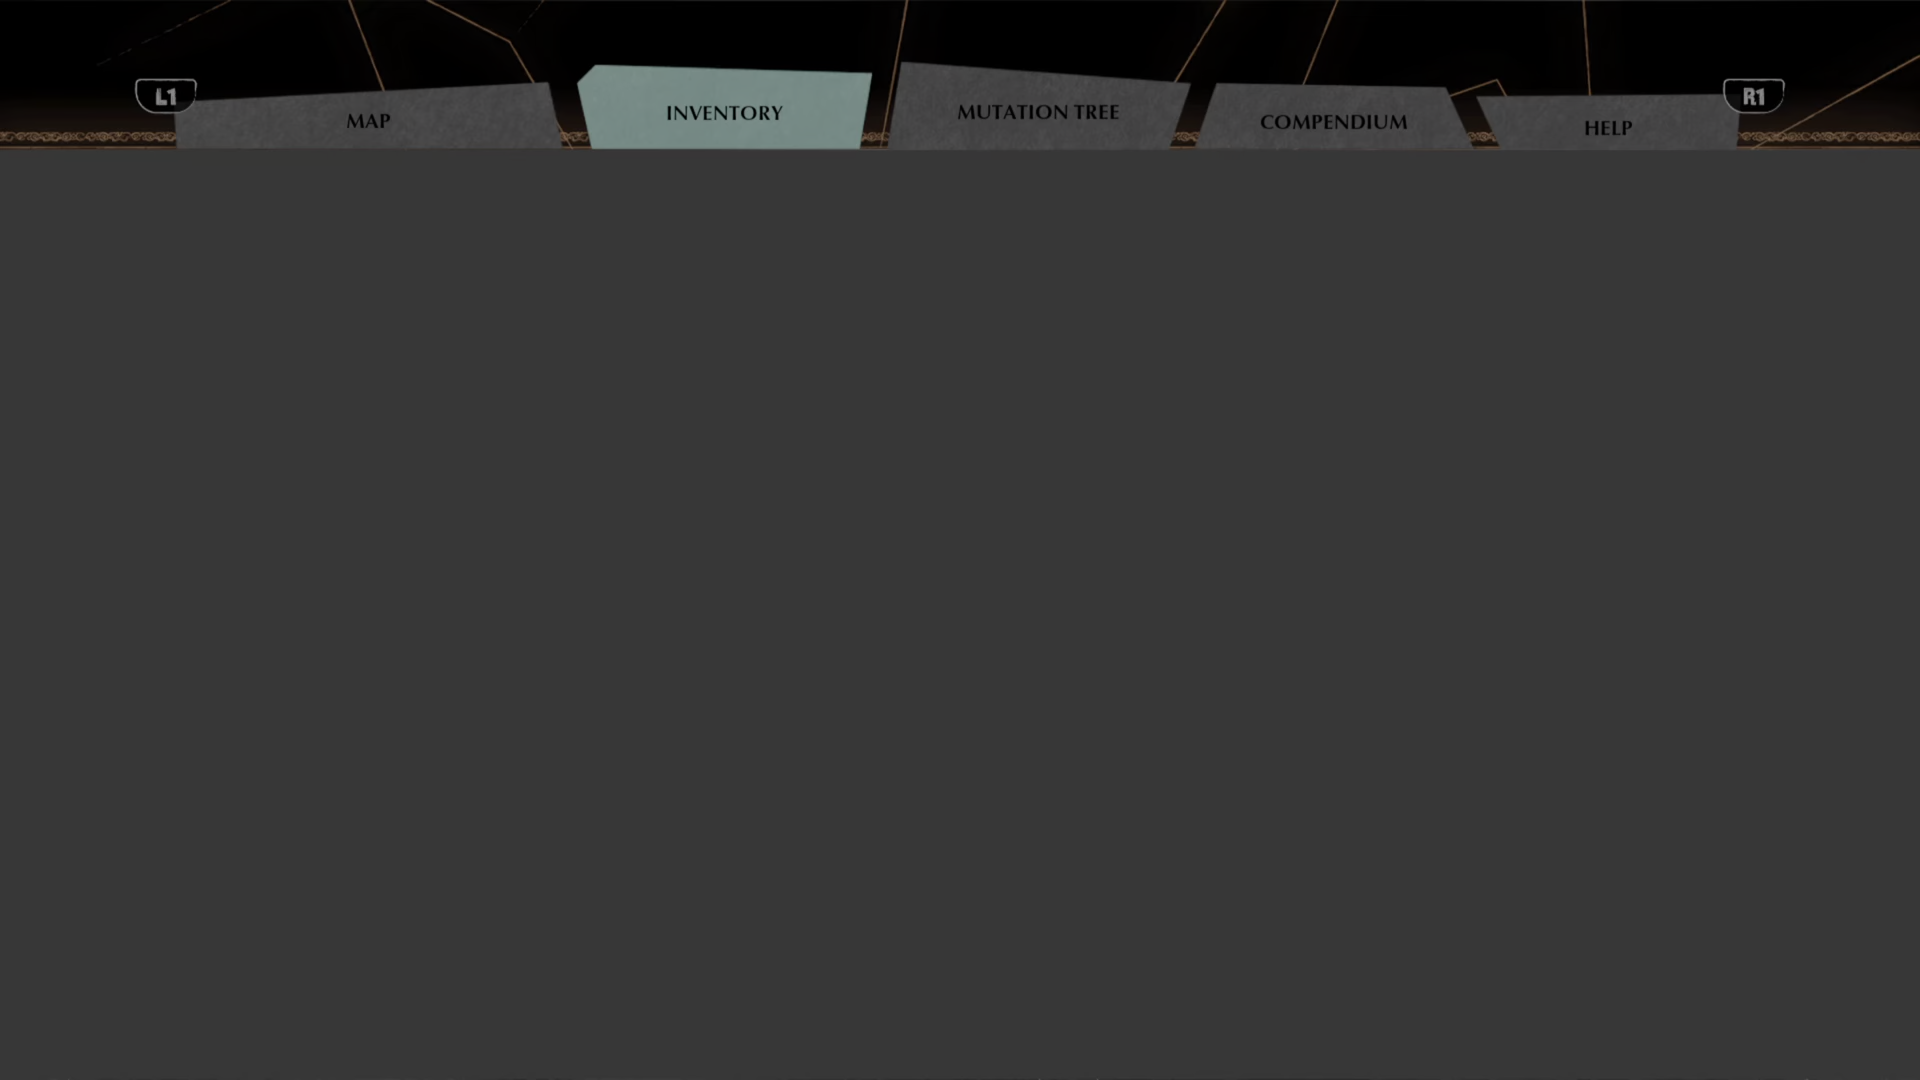 L1
MAP
INVENTORY
MUTATION TREE
COMPENDIUM
HELP
R1